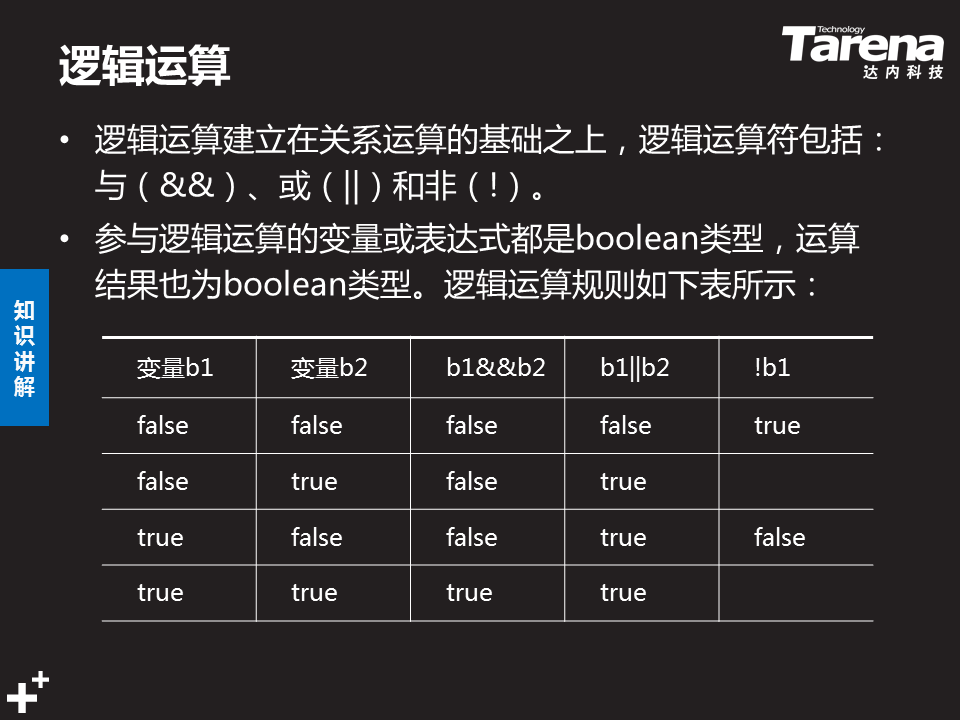 逻辑运算
Technology
Tarena
达内科技
• 逻辑运算建立在关系运算的基础之上，逻辑运算符包括：
与（&&）、或（||）和非（!）。
• 参与逻辑运算的变量或表达式都是boolean类型，运算
结果也为boolean类型。逻辑运算规则如下表所示：
知识讲解
变量b1 变量b2 b1&&b2 b1||b2 !b1
false false false false true
false true false true
true false false true false
true true true true